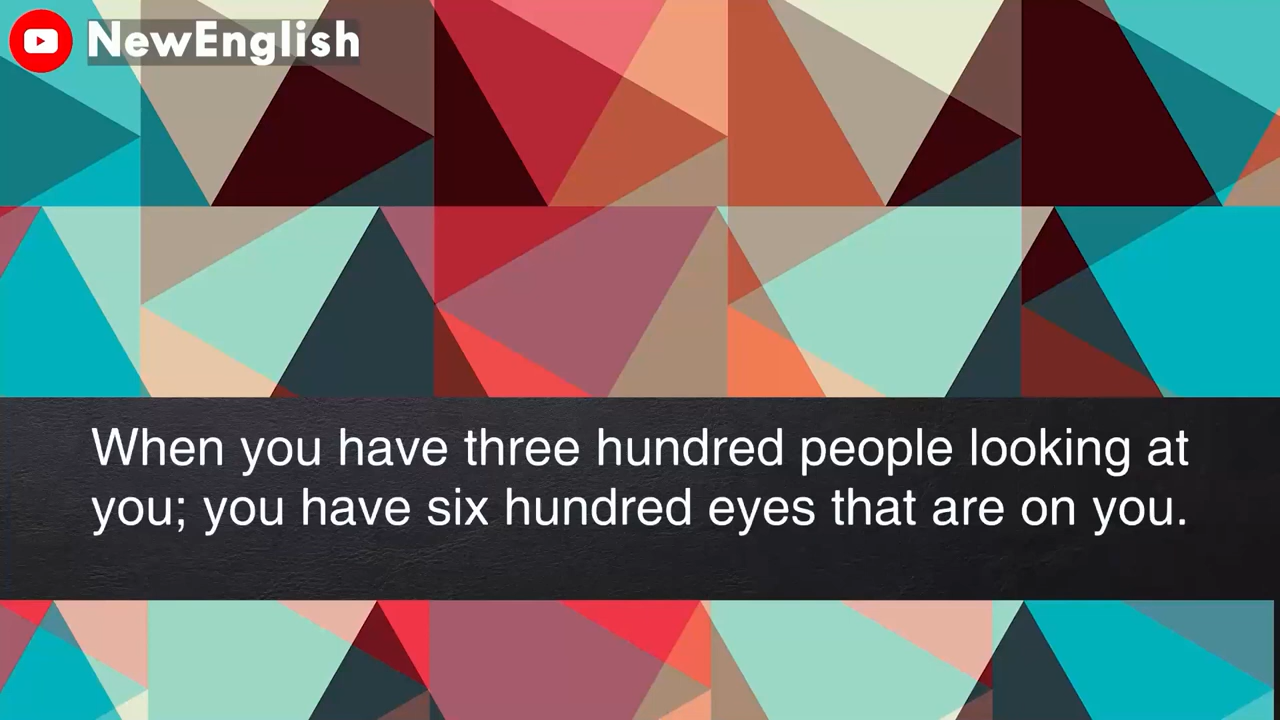 NewEnglish
When you have three hundred people looking at
you; you have six hundred eyes that are on you.